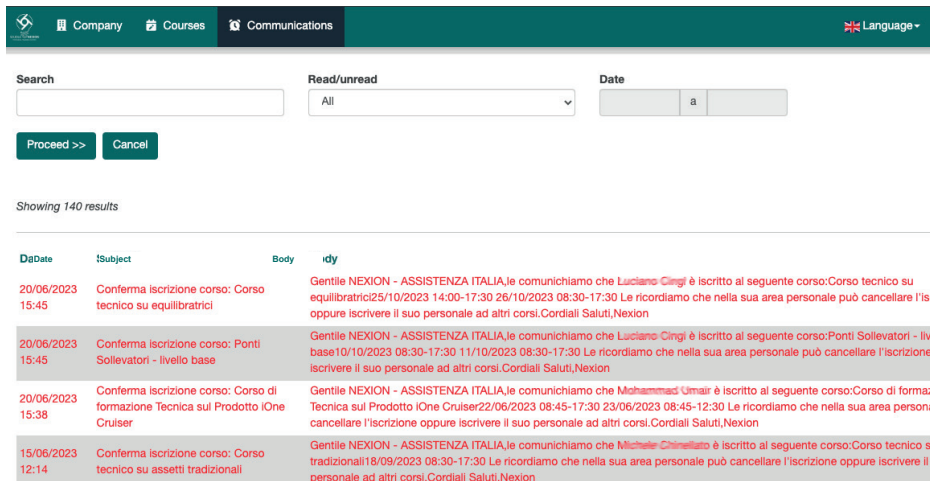 Company Courses Communications Language
Search Read/unread Date
All a
Proceed >> Cancel
Showing 140 results
Date Subject Body
20/06/2023 15:45
Conferma iscrizione corso: Corso
tecnico su equilibratrici
Gentile NEXION - ASSISTENZA ITALIA,le comunichiamo che è iscritto al seguente corso:Corso tecnico su
equilibratrici25/10/2023 14:00-17:30 26/10/2023 08:30-17:30 Le ricordiamo che nella sua area personale può cancellare l'is
oppure iscrivere il suo personale ad altri corsi.Cordiali Saluti,Nexion
20/06/2023 15:45
Conferma iscrizione corso: Ponti
Sollevatori - livello base
Gentile NEXION - ASSISTENZA ITALIA,le comunichiamo che è iscritto al seguente corso:Ponti Sollevatori - liv
base10/10/2023 08:30-17:30 11/10/2023 08:30-17:30 Le ricordiamo che nella sua area personale può cancellare l'iscrizione
iscrivere il suo personale ad altri corsi.Cordiali Saluti,Nexion
20/06/2023 15:38
Conferma iscrizione corso: Corso di
formazione Tecnica sul Prodotto iOne
Cruiser
Gentile NEXION - ASSISTENZA ITALIA,le comunichiamo che è iscritto al seguente corso:Corso di formaz
Tecnica sul Prodotto iOne Cruiser22/06/2023 08:45-17:30 23/06/2023 08:45-12:30 Le ricordiamo che nella sua area persona
cancellare l'iscrizione oppure iscrivere il suo personale ad altri corsi.Cordiali Saluti,Nexion
15/06/2023 12:14
Conferma iscrizione corso: Corso
tecnico su assetti tradizionali
Gentile NEXION - ASSISTENZA ITALIA,le comunichiamo che è iscritto al seguente corso:Corso tecnico s
tradizionali18/09/2023 08:30-17:30 Le ricordiamo che nella sua area personale può cancellare l'iscrizione oppure iscrivere il
personale ad altri corsi.Cordiali Saluti,Nexion